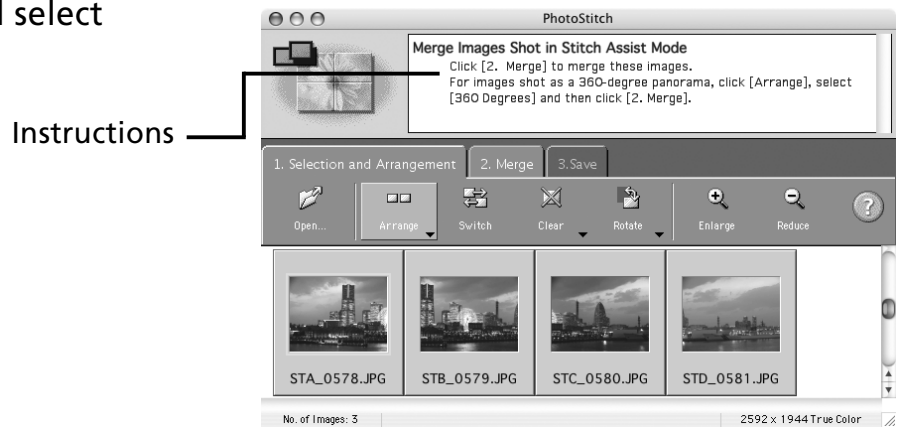 l select
PhotoStitch
Merge Images Shot in Stitch Assist Mode
Click [2. Merge] to merge these images.
For images shot as a 360-degree panorama, click [Arrange], select
[360 Degrees] and then click [2. Merge].
Instructions
1. Selection and Arrangement 2. Merge 3.Save
Open... Arrange Switch Clear Rotate Enlarge Reduce ?
STA_0578.JPG STB_0579.JPG STC_0580.JPG STD_0581.JPG
No. of Images: 3 2592 x 1944 True Color